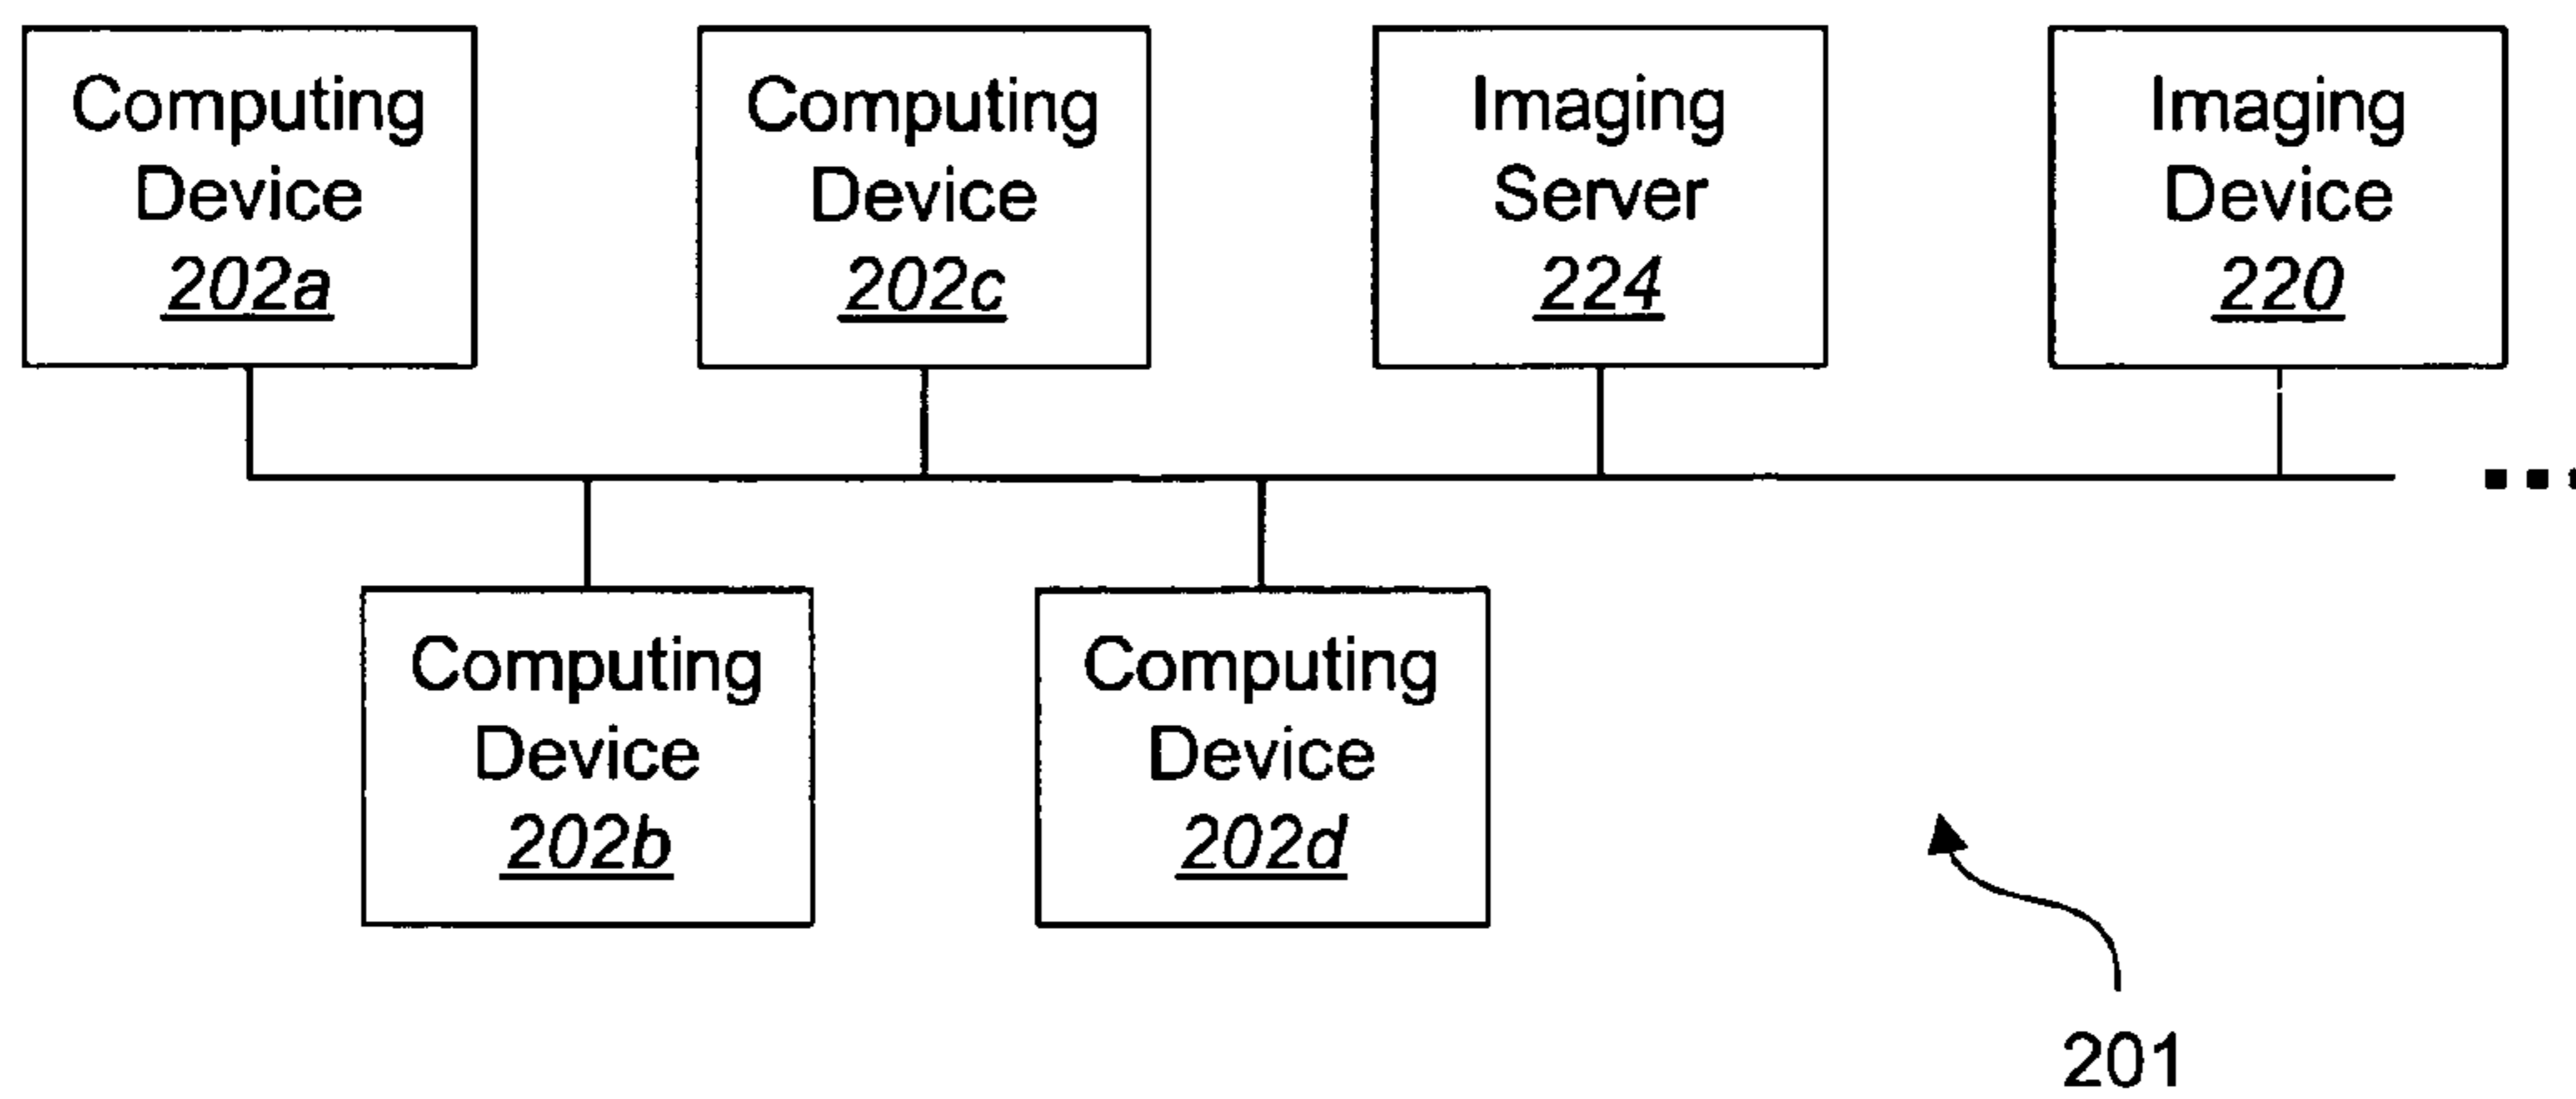 Computing
Device
202a
Computing
Device
202c
Imaging
Server
224
Imaging
Device
220
Computing
Device
202b
Computing
Device
202d
201